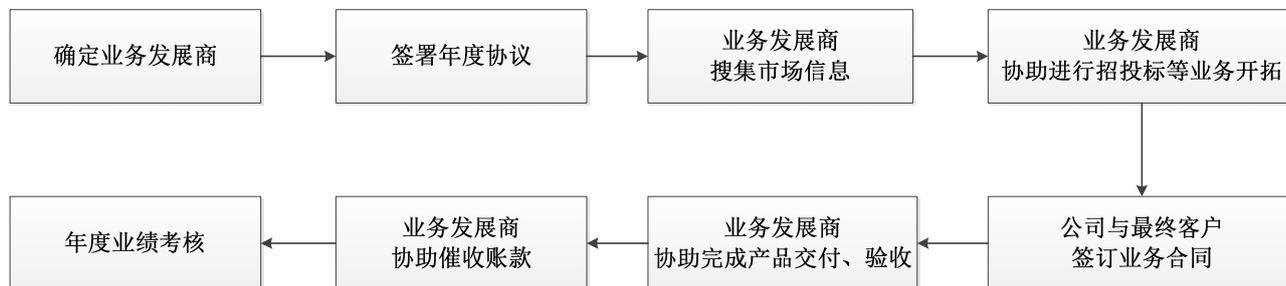 确定业务发展商
签署年度协议
业务发展商
搜集市场信息
业务发展商
协助进行招投标等业务开拓
公司与最终客户
签订业务合同
业务发展商
协助完成产品交付、验收
业务发展商
协助催收账款
年度业绩考核